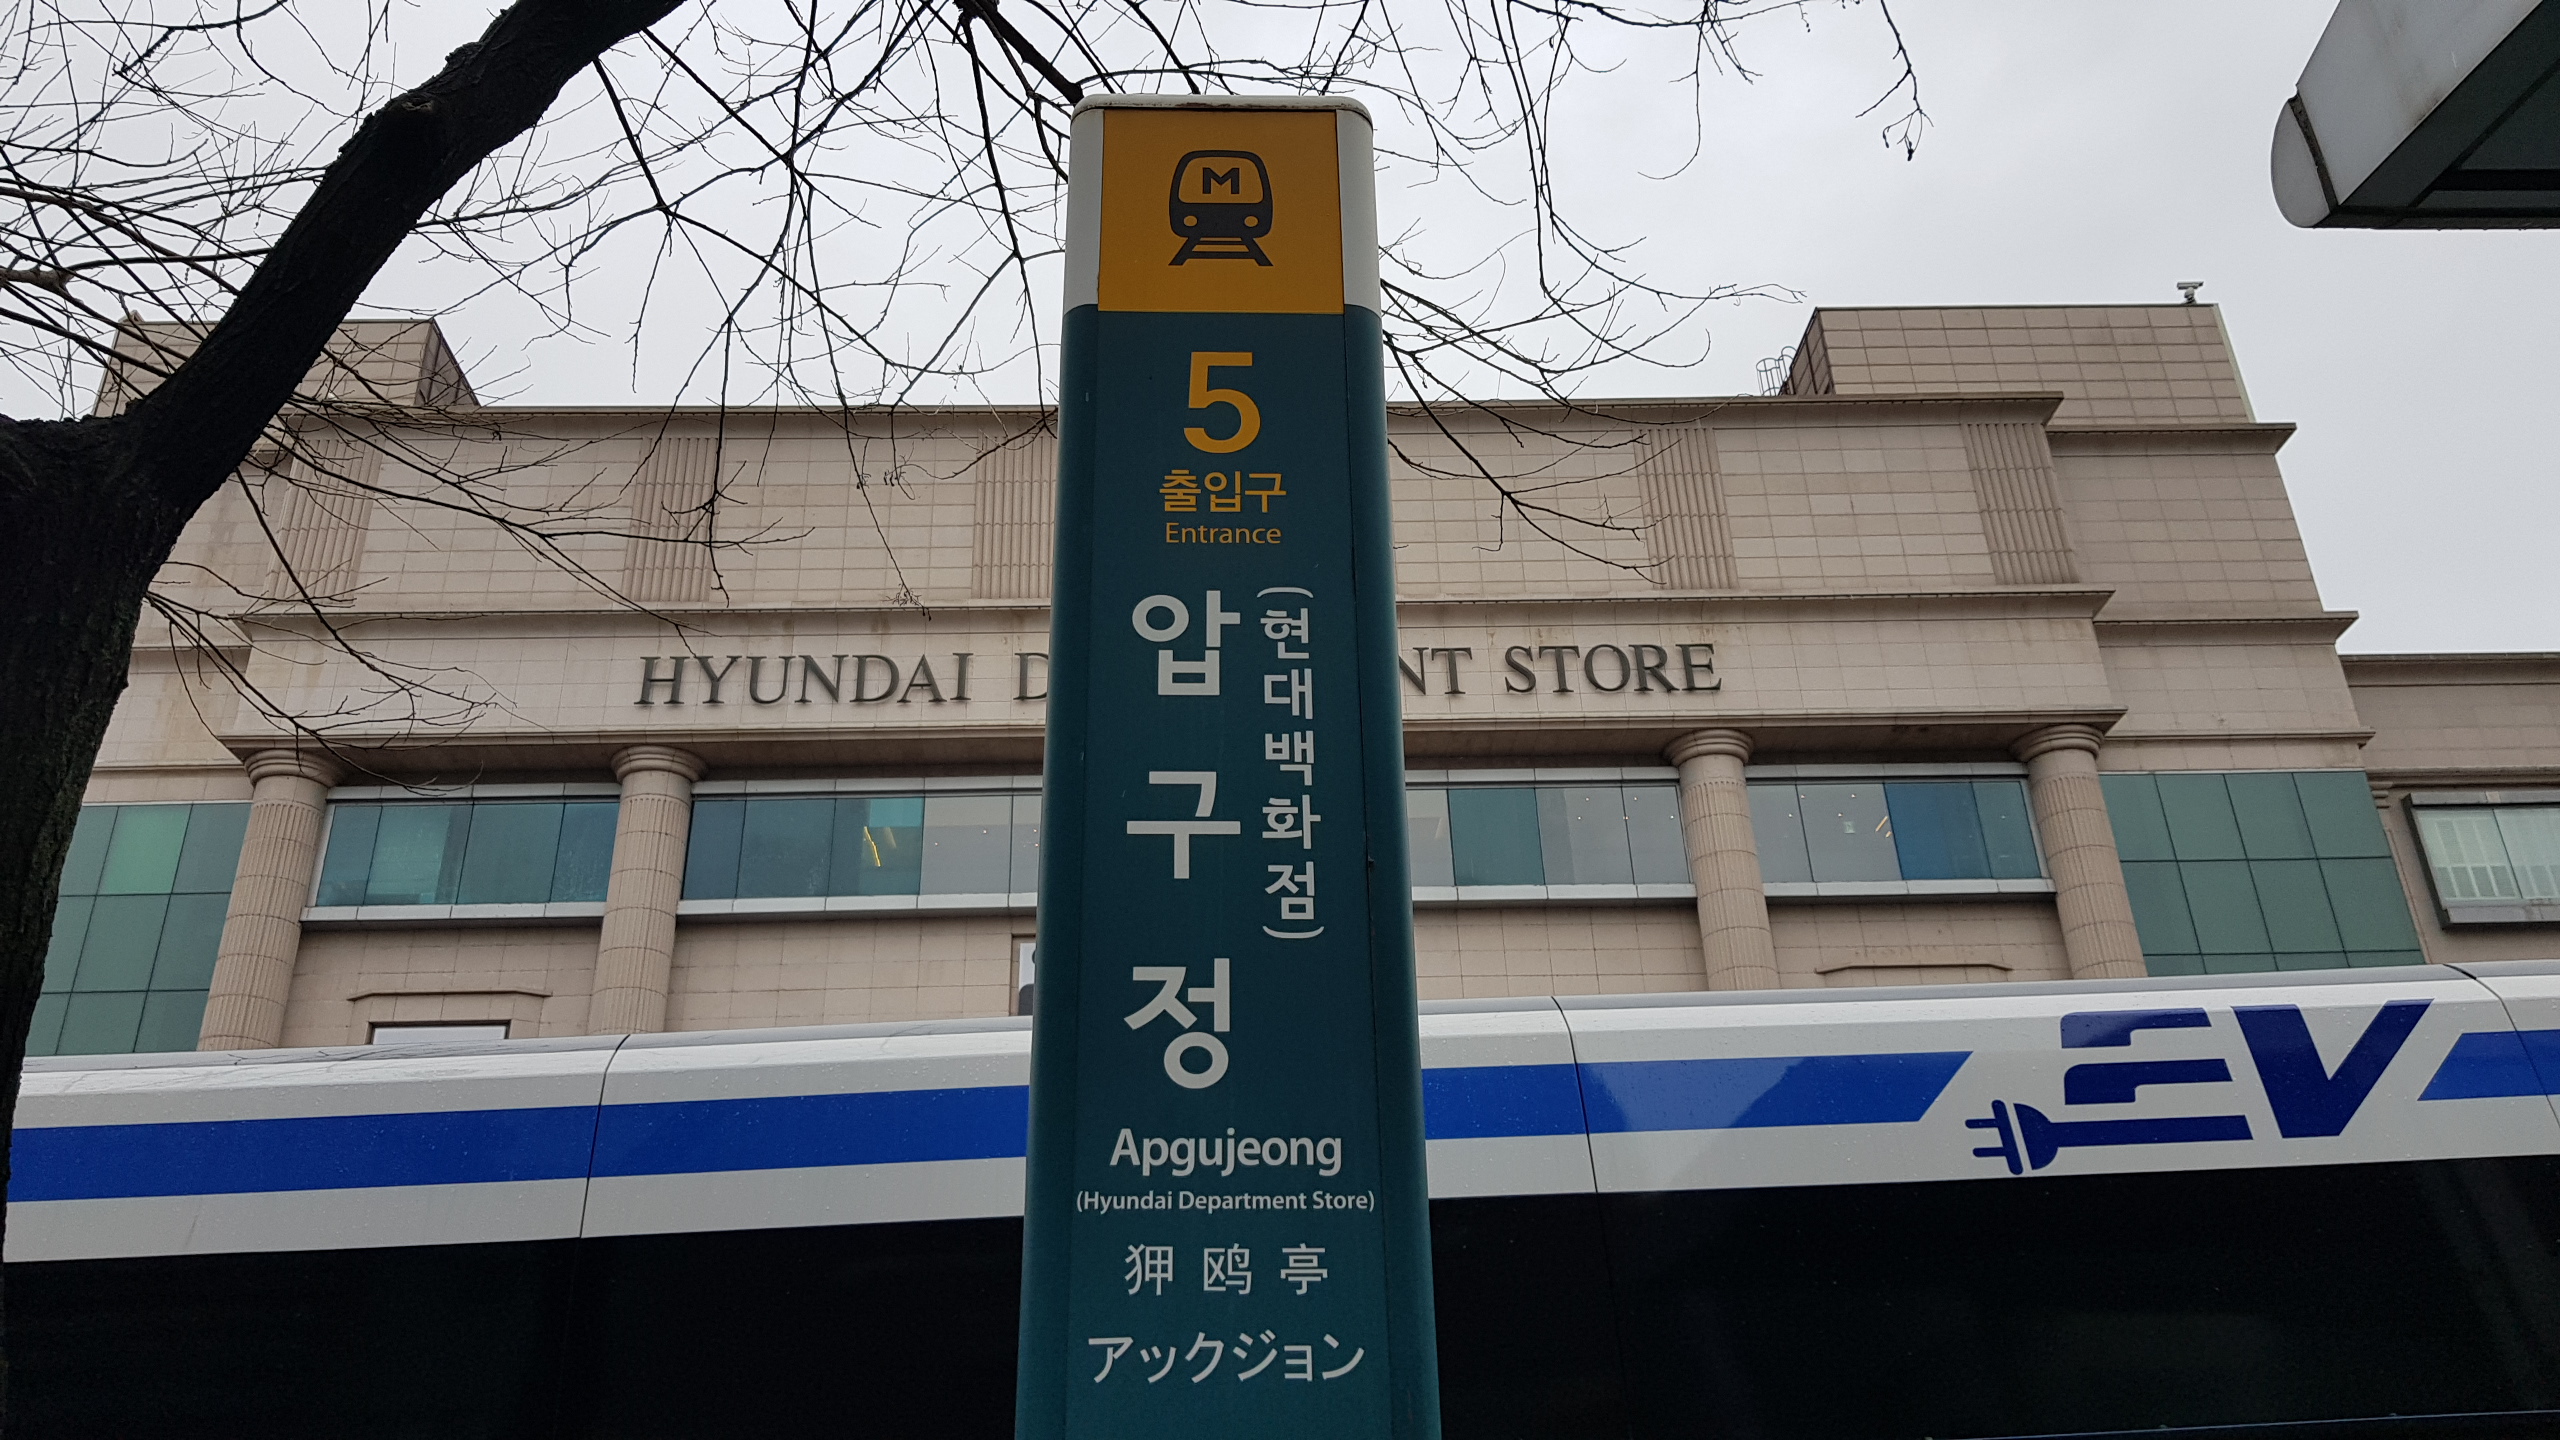 M
5
출입구
Entrance
압구정
(현대백화점)
Apgujeong
(Hyundai Department Store)
狎鸥亭
アックジョン
HYUNDAI D NT STORE
EV